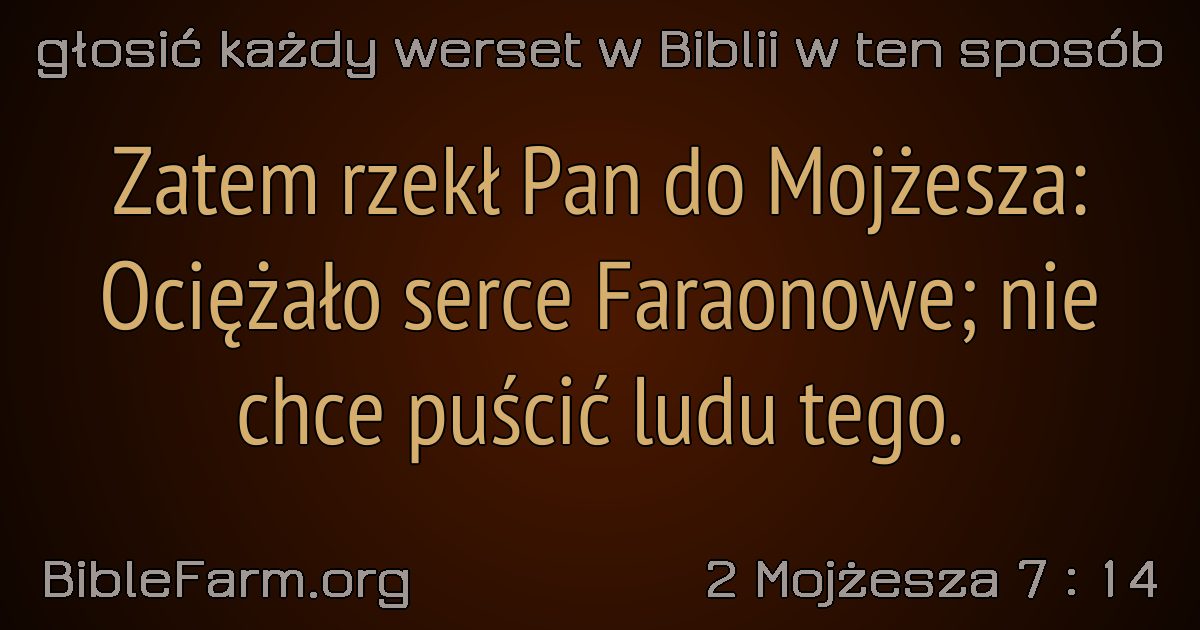 głosić każdy werset w Biblii w ten sposób
Zatem rzekł Pan do Mojżesza:
Ociężało serce Faraonowe; nie
chce puścić ludu tego.
BibleFarm.org
2 Mojżesza 7 : 14